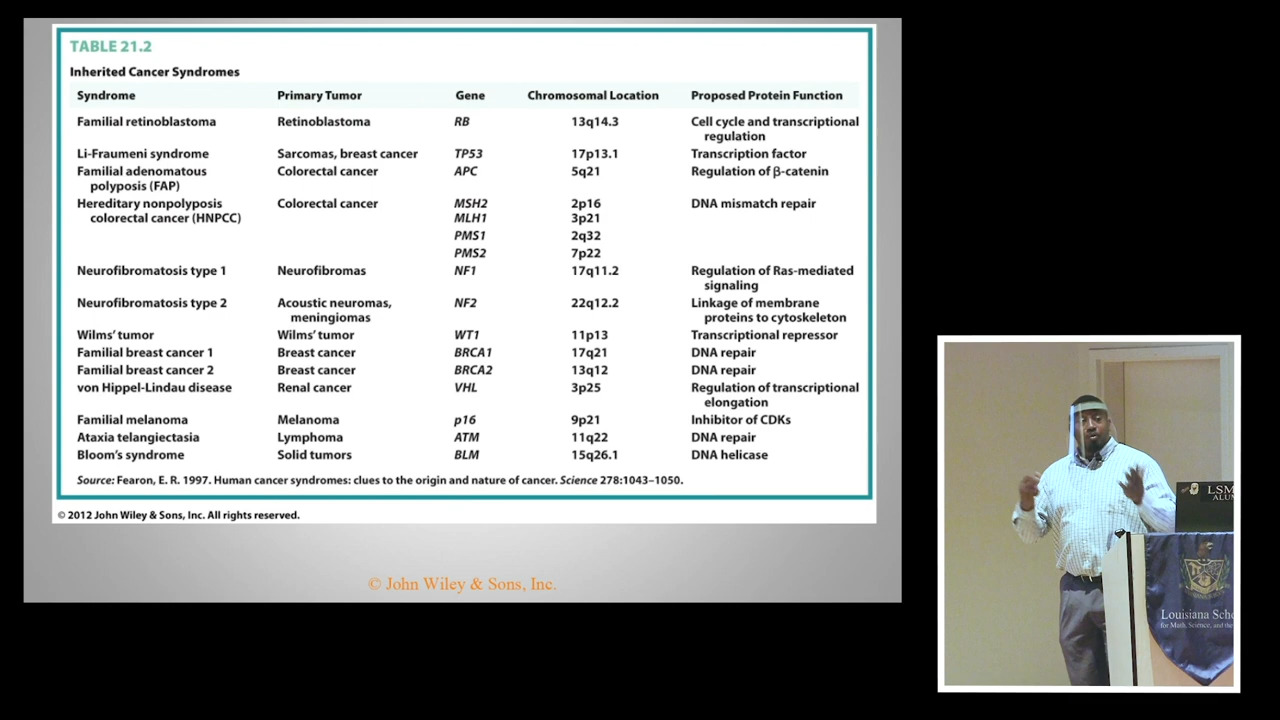 TABLE 21.2
Inherited Cancer Syndromes
Syndrome Primary Tumor Gene Chromosomal Location Proposed Protein Function
Familial retinoblastoma Retinoblastoma RB 13q14.3 Cell cycle and transcriptional
regulation
Li-Fraumeni syndrome Sarcomas, breast cancer TP53 17p13.1 Transcription factor
Familial adenomatous Colorectal cancer APC 5q21 Regulation of β-catenin
polyposis (FAP)
Hereditary nonpolyposis Colorectal cancer MSH2 2p16 DNA mismatch repair
colorectal cancer (HNPCC) MLH1 3p21
PMS1 2q32
PMS2 7p22
Neurofibromatosis type 1 Neurofibromas NF1 17q11.2 Regulation of Ras-mediated
signaling
Neurofibromatosis type 2 Acoustic neuromas, NF2 22q12.2 Linkage of membrane
meningiomas proteins to cytoskeleton
Wilms' tumor Wilms' tumor WT1 11p13 Transcriptional repressor
Familial breast cancer 1 Breast cancer BRCA1 17q21 DNA repair
Familial breast cancer 2 Breast cancer BRCA2 13q12 DNA repair
von Hippel-Lindau disease Renal cancer VHL 3p25 Regulation of transcriptional
elongation
Familial melanoma Melanoma p16 9p21 Inhibitor of CDKs
Ataxia telangiectasia Lymphoma ATM 11q22 DNA repair
Bloom's syndrome Solid tumors BLM 15q26.1 DNA helicase
Source: Fearon, E. R. 1997. Human cancer syndromes: clues to the origin and nature of cancer. Science 278:1043–1050.
© 2012 John Wiley & Sons, Inc. All rights reserved.
© John Wiley & Sons, Inc.
LSM
ALU
Louisiana Scho
for Math, Science, and the